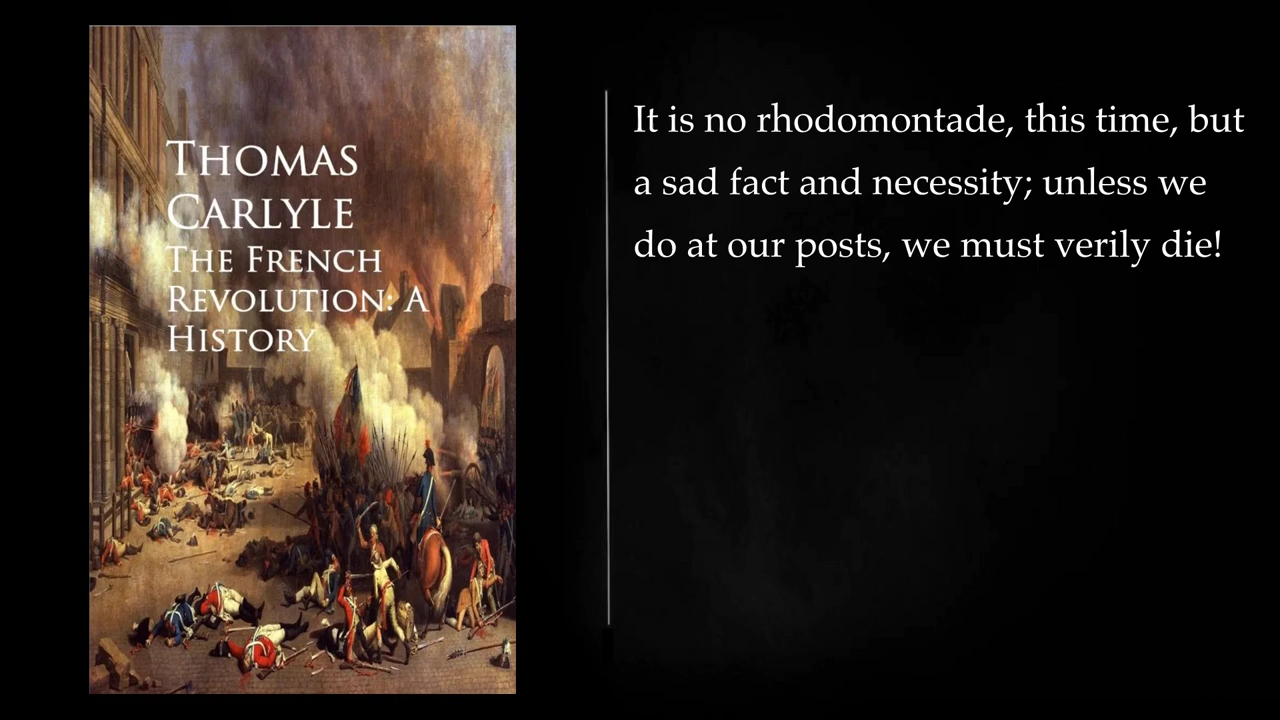 THOMAS
CARLYLE
THE FRENCH
REVOLUTION: A
HISTORY
It is no rhodomontade, this time, but
a sad fact and necessity; unless we
do at our posts, we must verily die!